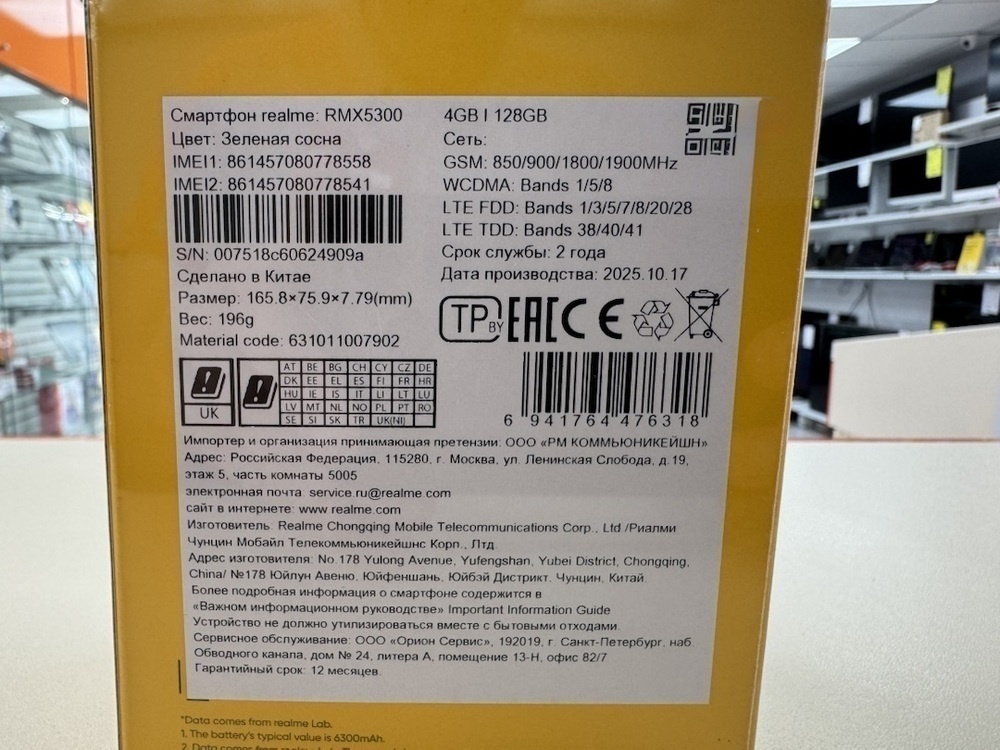 Смартфон realme: RMX5300
Цвет: Зеленая сосна
IMEI1: 861457080778558
IMEI2: 861457080778541
S/N: 007518c60624909a
Сделано в Китае
Размер: 165.8×75.9×7.79(mm)
Вес: 196g
Material code: 631011007902
4GB | 128GB
Сеть:
GSM: 850/900/1800/1900MHz
WCDMA: Bands 1/5/8
LTE FDD: Bands 1/3/5/7/8/20/28
LTE TDD: Bands 38/40/41
Срок службы: 2 года
Дата производства: 2025.10.17
TP BY EAC CE
UK
AT BE BG CH CY CZ DE
DK EE EL ES FI FR HR
HU IE IS IT LI LT LU
LV MT NL NO PL PT RO
SE SI SK TR UK(NI)
6 941764 476318
Импортер и организация принимающая претензии: ООО «РМ КОММЬЮНИКЕЙШН»
Адрес: Российская Федерация, 115280, г. Москва, ул. Ленинская Слобода, д.19,
этаж 5, часть комнаты 5005
электронная почта: service.ru@realme.com
сайт в интернете: www.realme.com
Изготовитель: Realme Chongqing Mobile Telecommunications Corp., Ltd /Риалми
Чунцин Мобайл Телекоммьюникейшнс Корп., Лтд.
Адрес изготовителя: No.178 Yulong Avenue, Yufengshan, Yubei District, Chongqing,
China/ №178 Юйлун Авеню, Юйфеншань, Юйбэй Дистрикт, Чунцин, Китай.
Более подробная информация о смартфоне содержится в
«Важном информационном руководстве» Important Information Guide
Устройство не должно утилизироваться вместе с бытовыми отходами.
Сервисное обслуживание: ООО «Орион Сервис», 192019, г. Санкт-Петербург, наб.
Обводного канала, дом № 24, литера А, помещение 13-Н, офис 82/7
Гарантийный срок: 12 месяцев.
*Data comes from realme Lab.
1. The battery's typical value is 6300mAh.
2. Data comes from